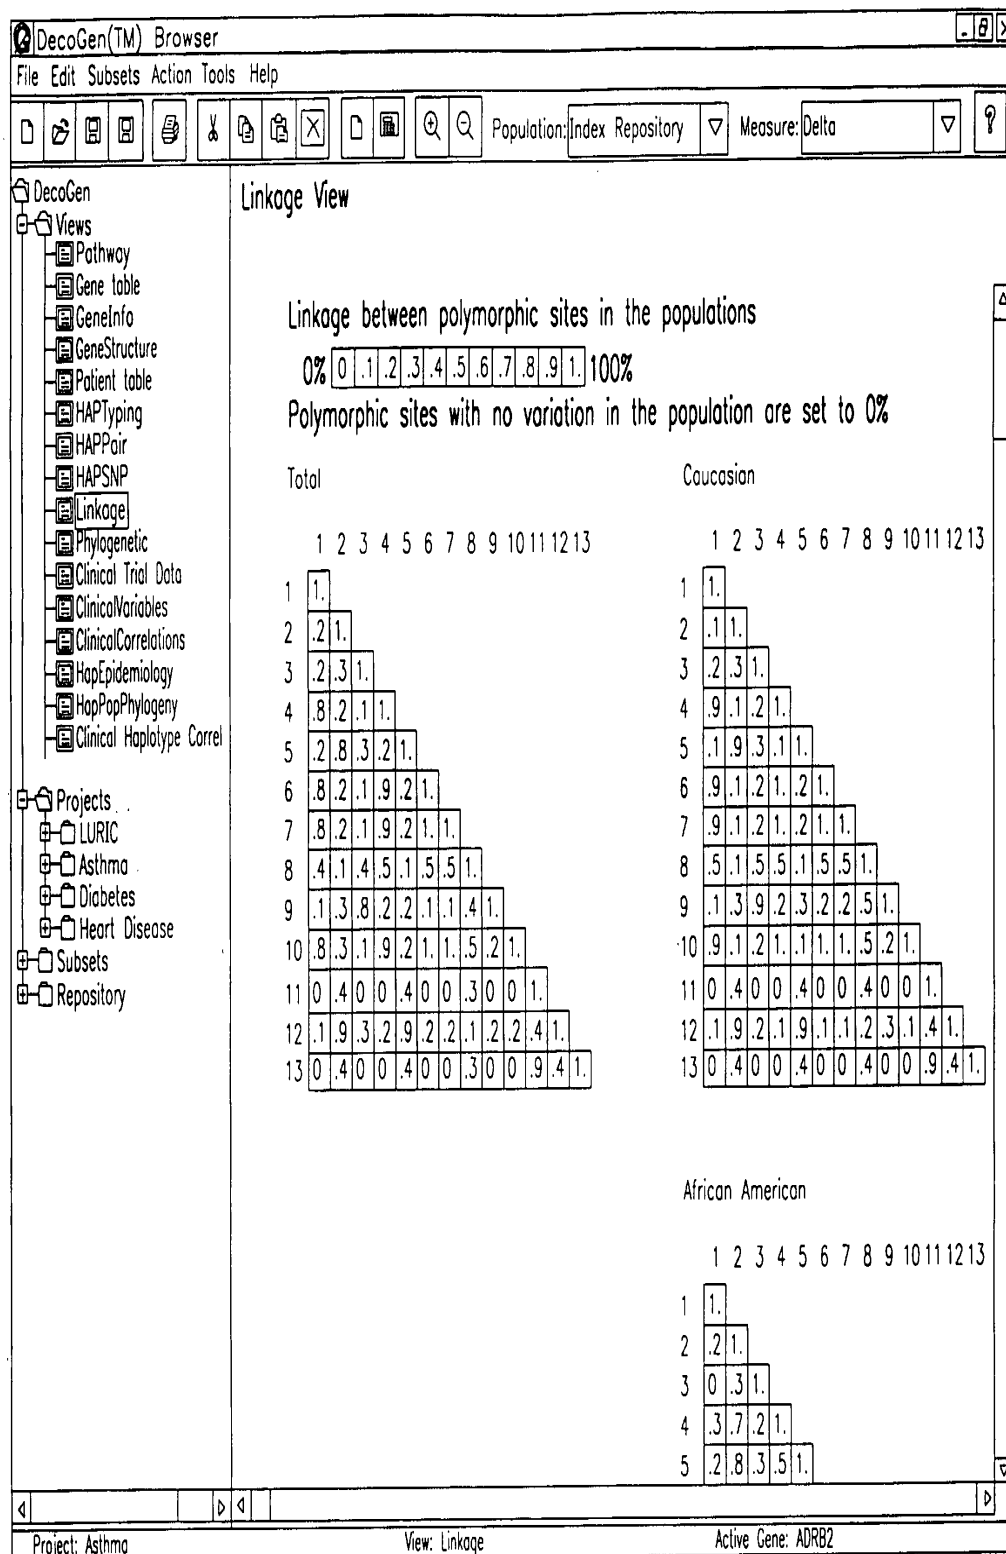 DecoGen(TM) Browser
File Edit Subsets Action Tools Help
Population: Index Repository Measure: Delta ?
DecoGen
Views
Pathway
Gene table
GeneInfo
GeneStructure
Patient table
HAPTyping
HAPPair
HAPSNP
Linkage
Phylogenetic
Clinical Trial Data
ClinicalVariables
ClinicalCorrelations
HapEpidemiology
HapPopPhylogeny
Clinical Haplotype Correl
Projects
LURIC
Asthma
Diabetes
Heart Disease
Subsets
Repository
Linkage View
Linkage between polymorphic sites in the populations
0% 0 .1 .2 .3 .4 .5 .6 .7 .8 .9 1. 100%
Polymorphic sites with no variation in the population are set to 0%
Total
1 2 3 4 5 6 7 8 9 10 11 12 13
1 1.
2 .2 1.
3 .2 .3 1.
4 .8 .2 .1 1.
5 .2 .8 .3 .2 1.
6 .8 .2 .1 .9 .2 1.
7 .8 .2 .1 .9 .2 1. 1.
8 .4 .1 .4 .5 .1 .5 .5 1.
9 .1 .3 .8 .2 .2 .1 .1 .4 1.
10 .8 .3 .1 .9 .2 1. 1. .5 .2 1.
11 0 .4 0 0 .4 0 0 .3 0 0 1.
12 .1 .9 .3 .2 .9 .2 .2 .1 .2 .2 .4 1.
13 0 .4 0 0 .4 0 0 .3 0 0 .9 .4 1.
Caucasian
1 2 3 4 5 6 7 8 9 10 11 12 13
1 1.
2 .1 1.
3 .2 .3 1.
4 .9 .1 .2 1.
5 .1 .9 .3 .1 1.
6 .9 .1 .2 1. .2 1.
7 .9 .1 .2 1. .2 1. 1.
8 .5 .1 .5 .5 .1 .5 .5 1.
9 .1 .3 .9 .2 .3 .2 .2 .5 1.
10 .9 .1 .2 1. .1 1. 1. .5 .2 1.
11 0 .4 0 0 .4 0 0 .4 0 0 1.
12 .1 .9 .2 .1 .9 .1 .1 .2 .3 .1 .4 1.
13 0 .4 0 0 .4 0 0 .4 0 0 .9 .4 1.
African American
1 2 3 4 5 6 7 8 9 10 11 12 13
1 1.
2 .2 1.
3 0 .3 1.
4 .3 .7 .2 1.
5 .2 .8 .3 .5 1.
Project: Asthma View: Linkage Active Gene: ADRB2